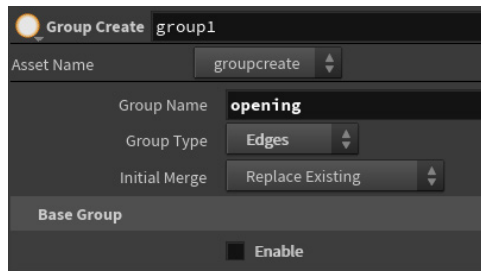 Group Create group1
Asset Name groupcreate
Group Name opening
Group Type Edges
Initial Merge Replace Existing
Base Group
Enable